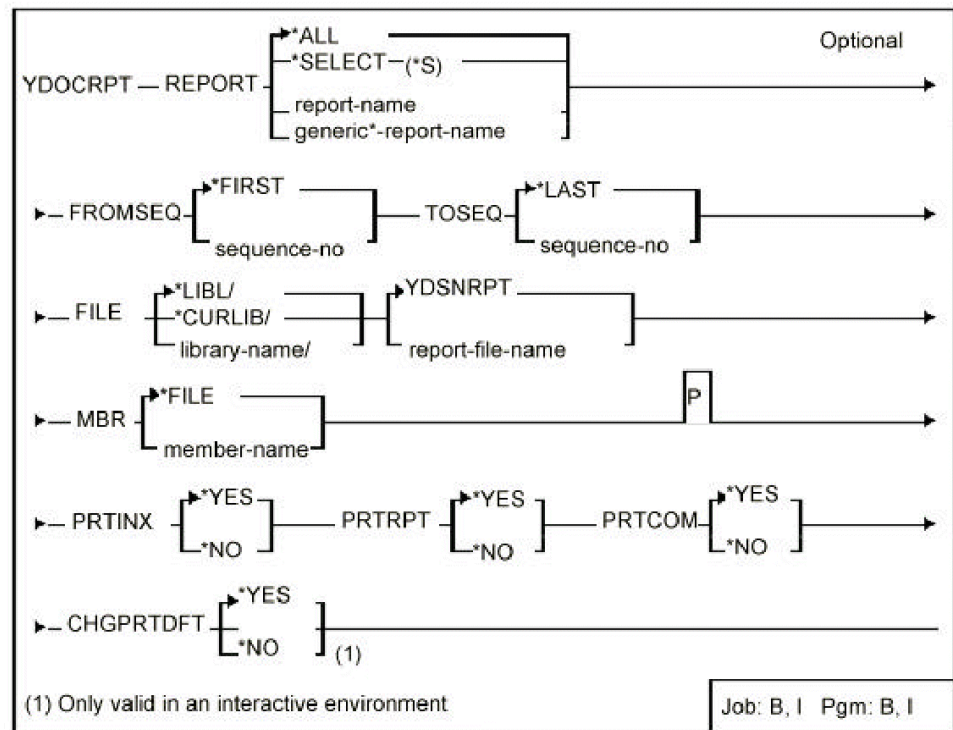 *ALL
Optional
*SELECT (*S)
YDOCRPT REPORT
report-name
generic*-report-name
*FIRST
*LAST
FROMSEQ
TOSEQ
sequence-no
sequence-no
*LIBL/
YDSNRPT
FILE
*CURLIB/
library-name/
report-file-name
*FILE
P
MBR
member-name
*YES
*YES
*YES
PRTINX
PRTRPT
PRTCOM
*NO
*NO
*NO
*YES
CHGPRTDFT
*NO
(1)
(1) Only valid in an interactive environment
Job: B, I Pgm: B, I